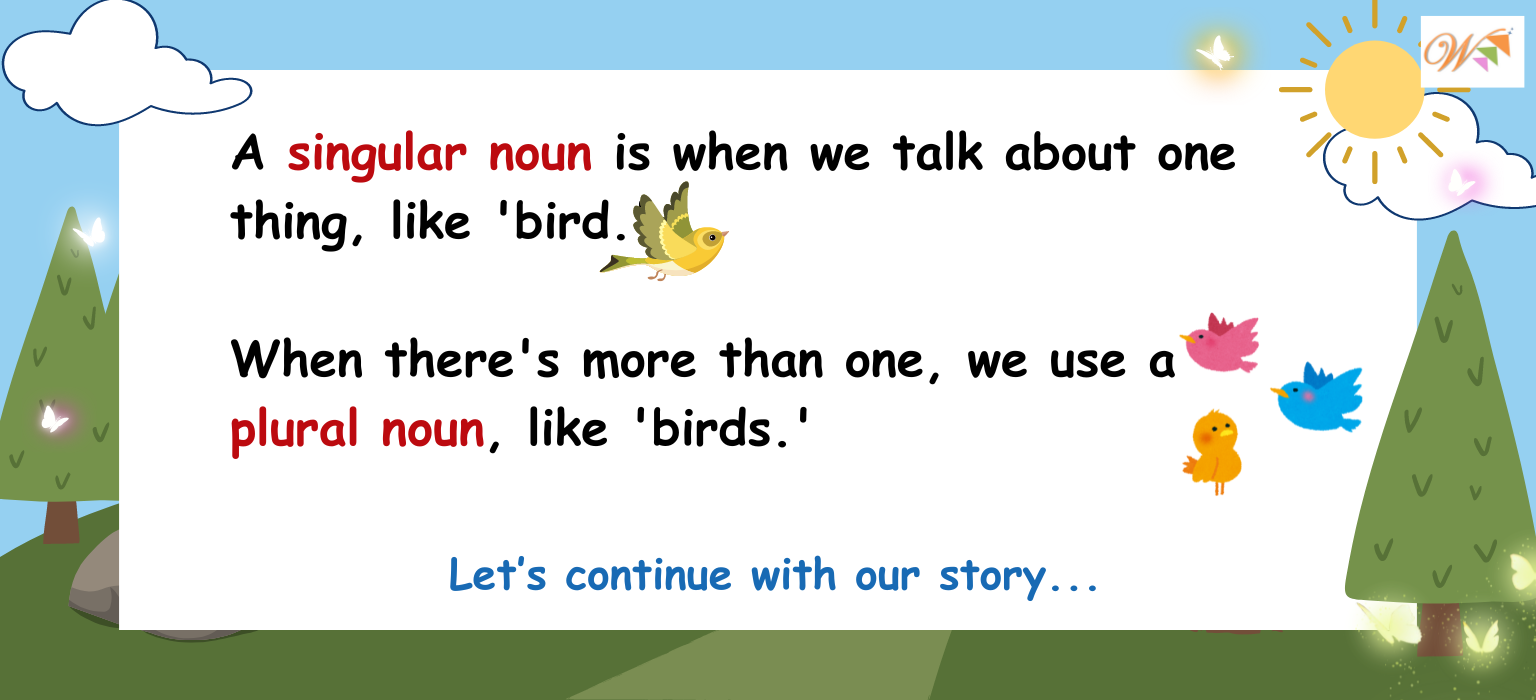 A singular noun is when we talk about one
thing, like 'bird.
When there's more than one, we use a
plural noun, like 'birds.'
Let's continue with our story...
W